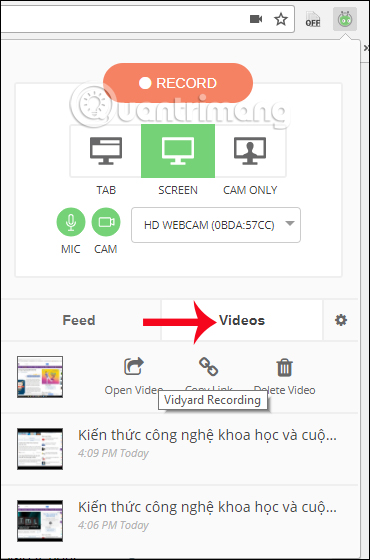 OFF
RECORD
Quantrimang
TAB SCREEN CAM ONLY
MIC CAM HD WEBCAM (0BDA:57CC)
Feed Videos
Open Video Copy Link Delete Video
Vidyard Recording
Kiến thức công nghệ khoa học và cuộ...
4:09 PM Today
Kiến thức công nghệ khoa học và cuộ...
4:06 PM Today